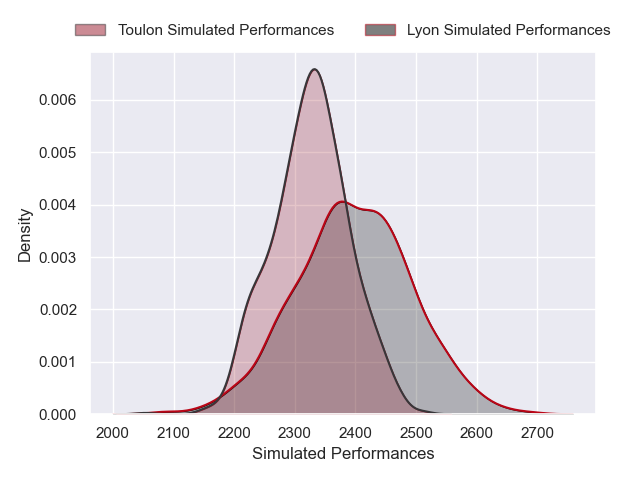 Toulon Simulated Performances Lyon Simulated Performances
0.006
0.005
0.004
0.003
0.002
0.001
0.000
Density
2000 2100 2200 2300 2400 2500 2600 2700
Simulated Performances